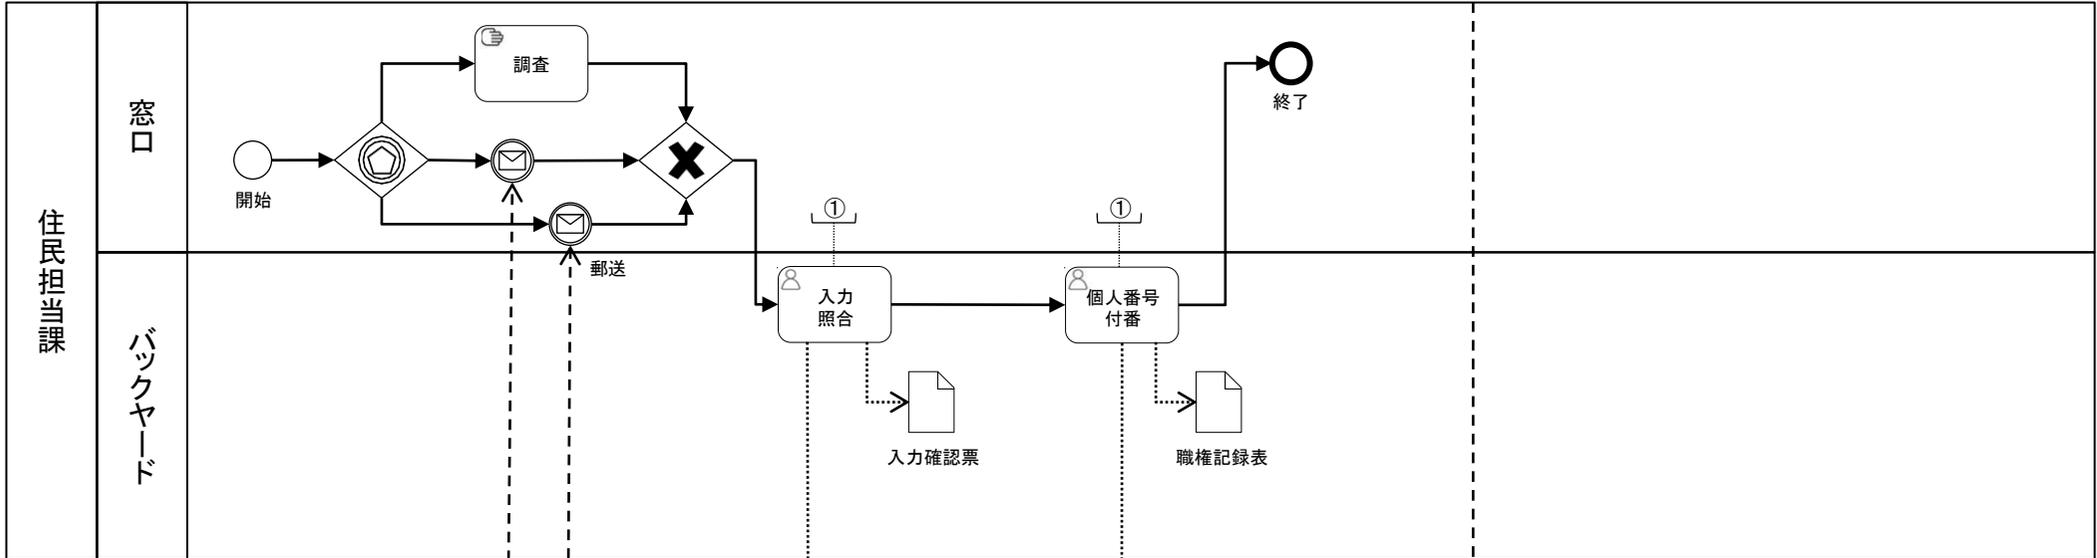 住民担当課
窓口
バックヤード
開始
調査
郵送
①
入力
照合
入力確認票
①
個人番号
付番
職権記録表
終了